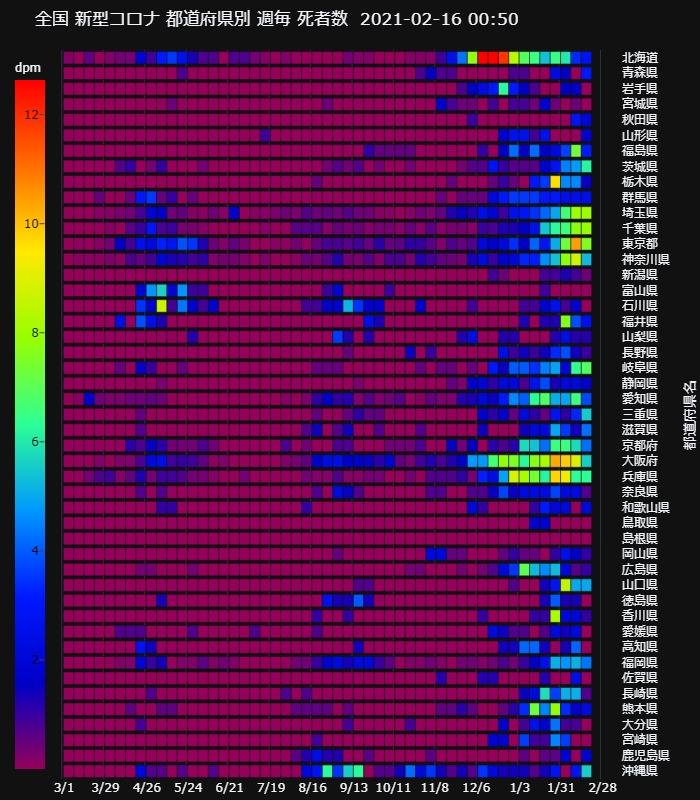 全国 新型コロナ 都道府県別 週毎 死者数 2021-02-16 00:50
dpm
12
10
8
6
4
2
北海道
青森県
岩手県
宮城県
秋田県
山形県
福島県
茨城県
栃木県
群馬県
埼玉県
千葉県
東京都
神奈川県
新潟県
富山県
石川県
福井県
山梨県
長野県
岐阜県
静岡県
愛知県
三重県
滋賀県
京都府
大阪府
兵庫県
奈良県
和歌山県
鳥取県
島根県
岡山県
広島県
山口県
徳島県
香川県
愛媛県
高知県
福岡県
佐賀県
長崎県
熊本県
大分県
宮崎県
鹿児島県
沖縄県
都道府県名
3/1 3/29 4/26 5/24 6/21 7/19 8/16 9/13 10/11 11/8 12/6 1/3 1/31 2/28